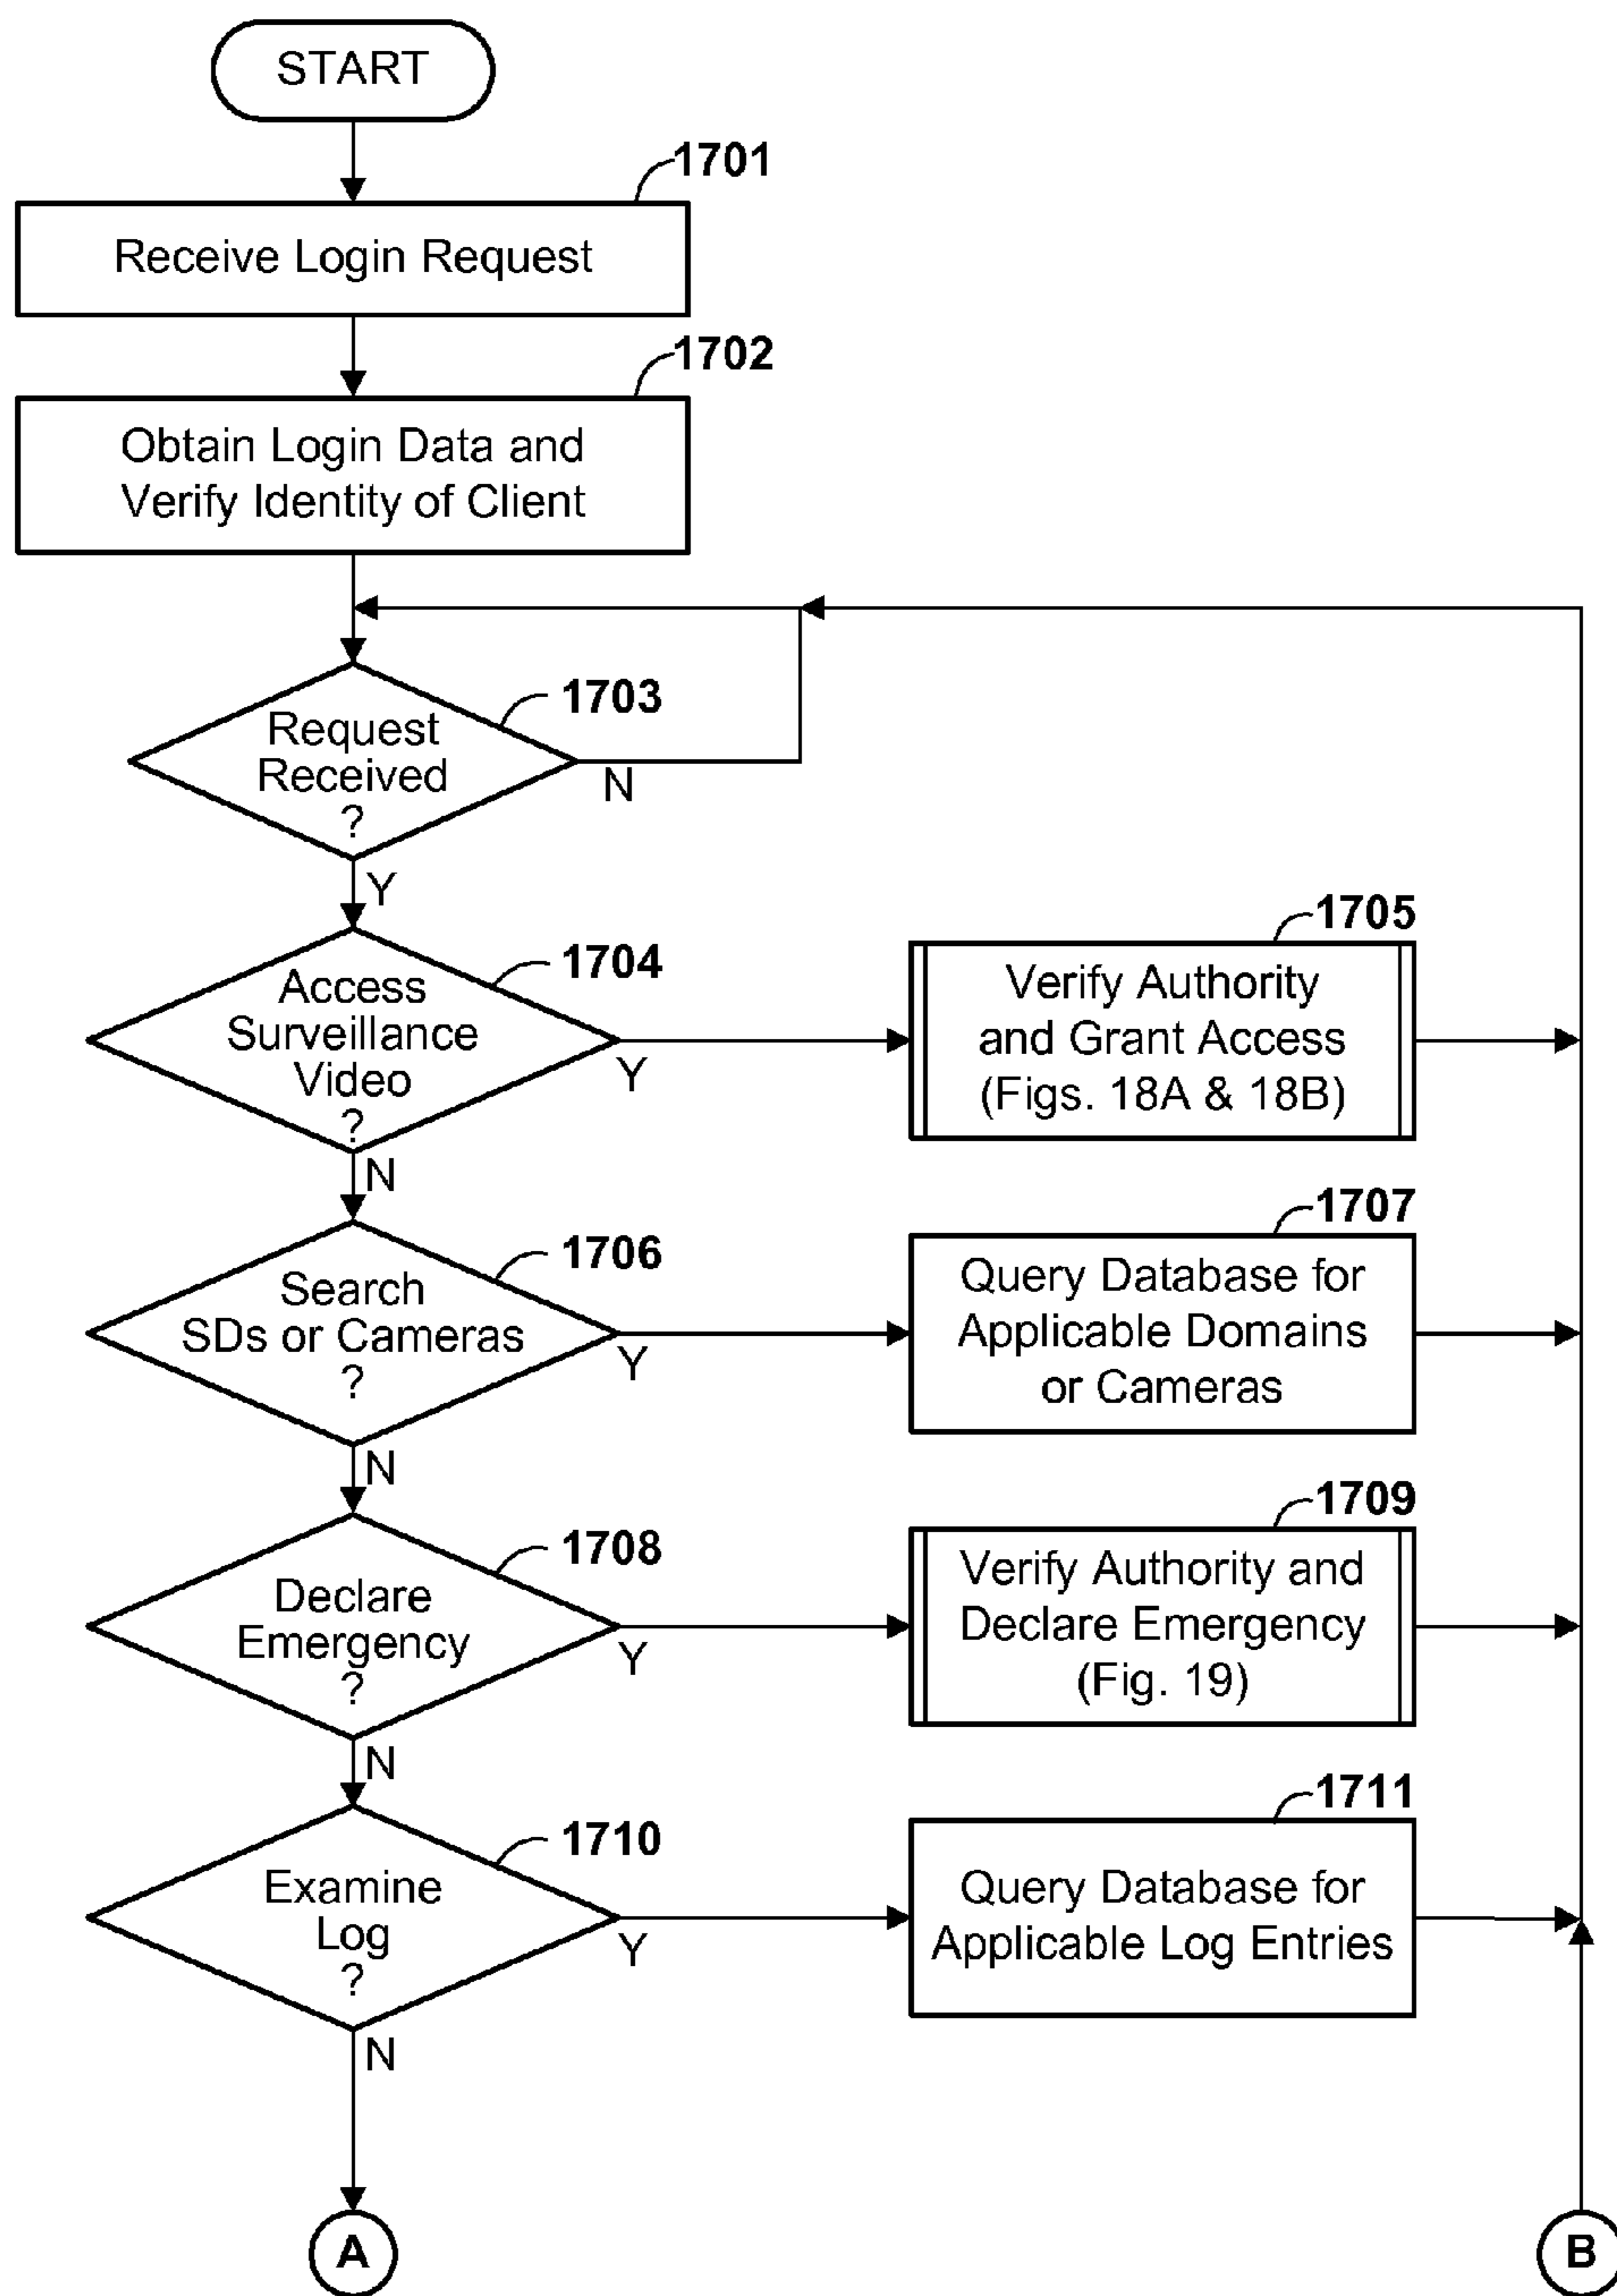 START
1701
Receive Login Request
1702
Obtain Login Data and
Verify Identity of Client
1703
Request
Received
?
N
Y
1704
Access
Surveillance
Video
?
Y
N
1705
Verify Authority
and Grant Access
(Figs. 18A & 18B)
1706
Search
SDs or Cameras
?
Y
N
1707
Query Database for
Applicable Domains
or Cameras
1708
Declare
Emergency
?
Y
N
1709
Verify Authority and
Declare Emergency
(Fig. 19)
1710
Examine
Log
?
Y
N
1711
Query Database for
Applicable Log Entries
A
B